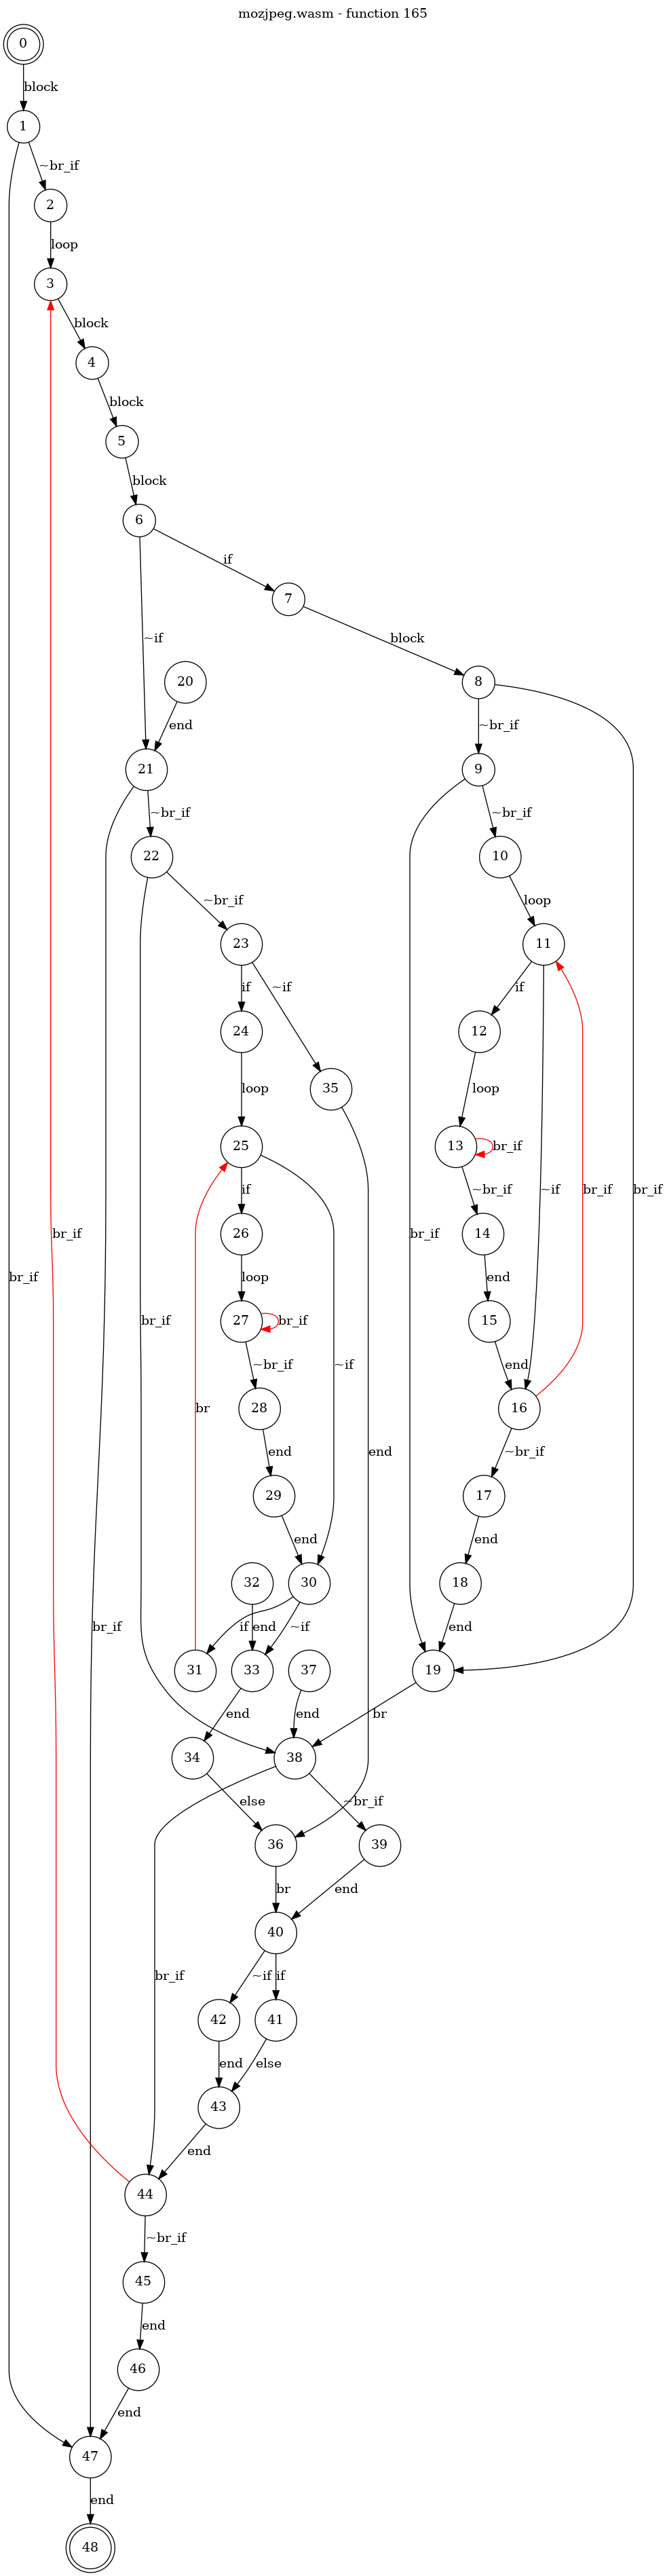 mozjpeg.wasm - function 165
0
block
1
~br_if
2
loop
3
block
4
block
5
block
6
if
7
~if
block
20
8
end
~br_if
21
9
~br_if
~br_if
22
10
~br_if
loop
23
11
if
~if
if
24
12
35
loop
loop
25
13
br_if
br_if
if
~br_if
~if
br_if
br_if
br_if
26
14
loop
end
br_if
br_if
27
br_if
15
~br_if
~if
end
28
16
br
end
end
~br_if
29
17
end
end
32
30
18
if
end
~if
end
br_if
31
33
37
19
end
end
br
34
38
else
~br_if
36
39
br
end
40
br_if
~if
if
42
41
end
else
43
end
44
~br_if
45
end
46
end
47
end
48